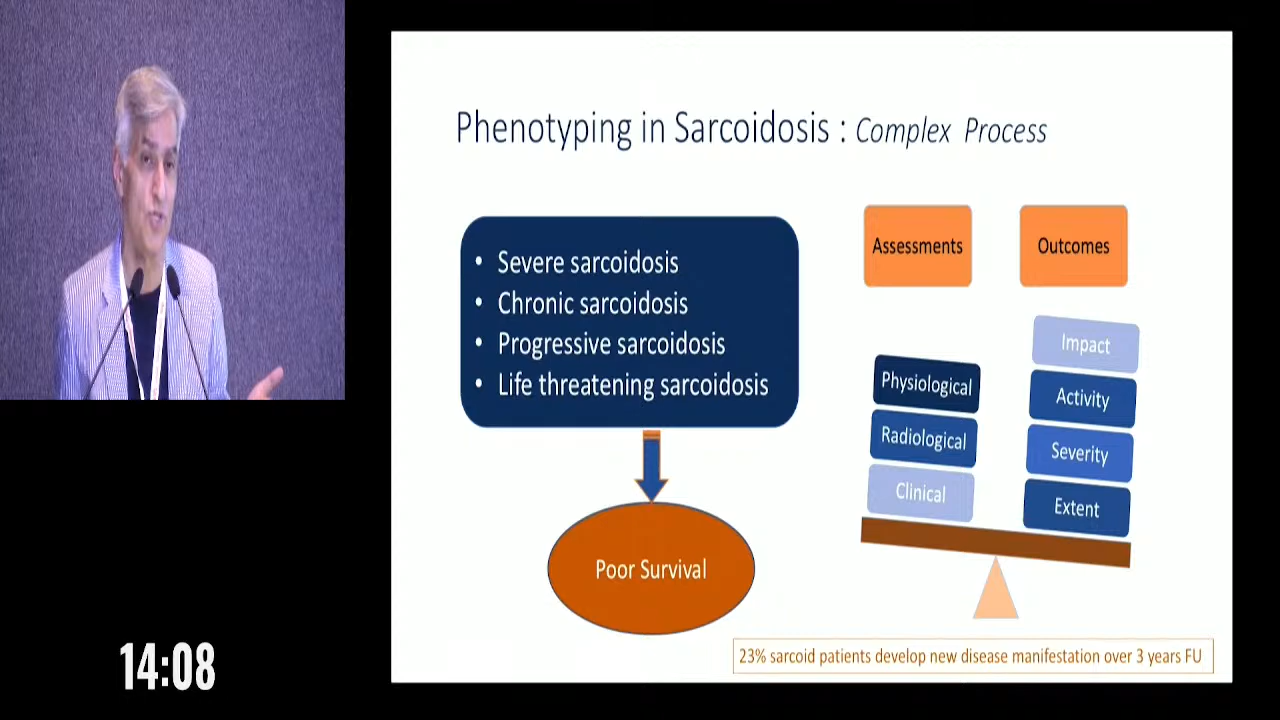 Phenotyping in Sarcoidosis : Complex Process
• Severe sarcoidosis
• Chronic sarcoidosis
• Progressive sarcoidosis
• Life threatening sarcoidosis
Poor Survival
Assessments
Outcomes
Physiological
Radiological
Clinical
Impact
Activity
Severity
Extent
23% sarcoid patients develop new disease manifestation over 3 years FU
14:08